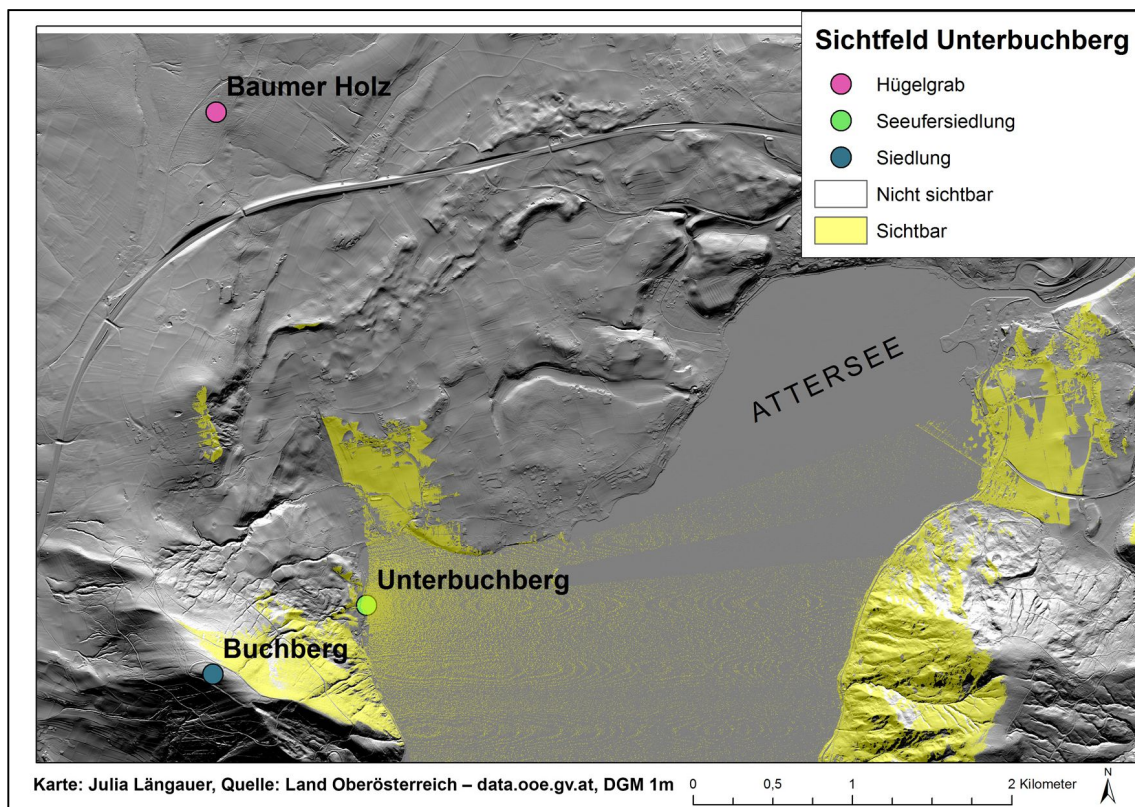 Sichtfeld Unterbuchberg
Hügelgrab
Seeufersiedlung
Siedlung
Nicht sichtbar
Sichtbar
Baumer Holz
ATTERSEE
Unterbuchberg
Buchberg
Karte: Julia Längauer, Quelle: Land Oberösterreich – data.ooe.gv.at, DGM 1m
0 0,5 1 2 Kilometer
N